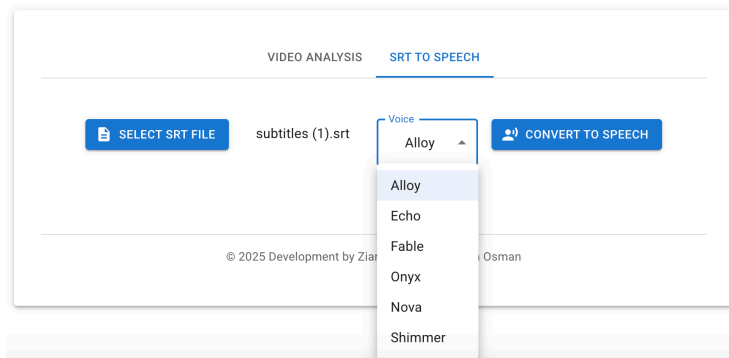 VIDEO ANALYSIS
SRT TO SPEECH
SELECT SRT FILE
subtitles (1).srt
Voice
Alloy
CONVERT TO SPEECH
Alloy
Echo
Fable
Onyx
Nova
Shimmer
© 2025 Development by
Osman